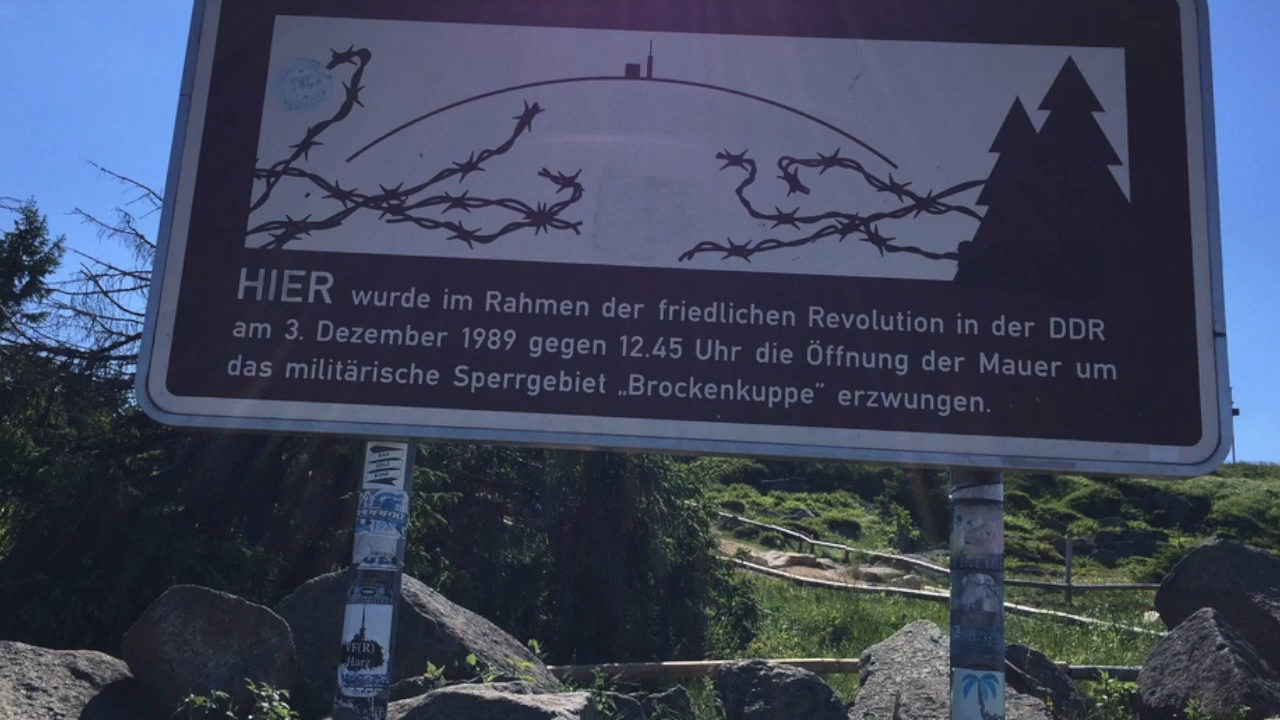 HIER wurde im Rahmen der friedlichen Revolution in der DDR
am 3. Dezember 1989 gegen 12.45 Uhr die Öffnung der Mauer um
das militärische Sperrgebiet „Brockenkuppe" erzwungen.
Harz